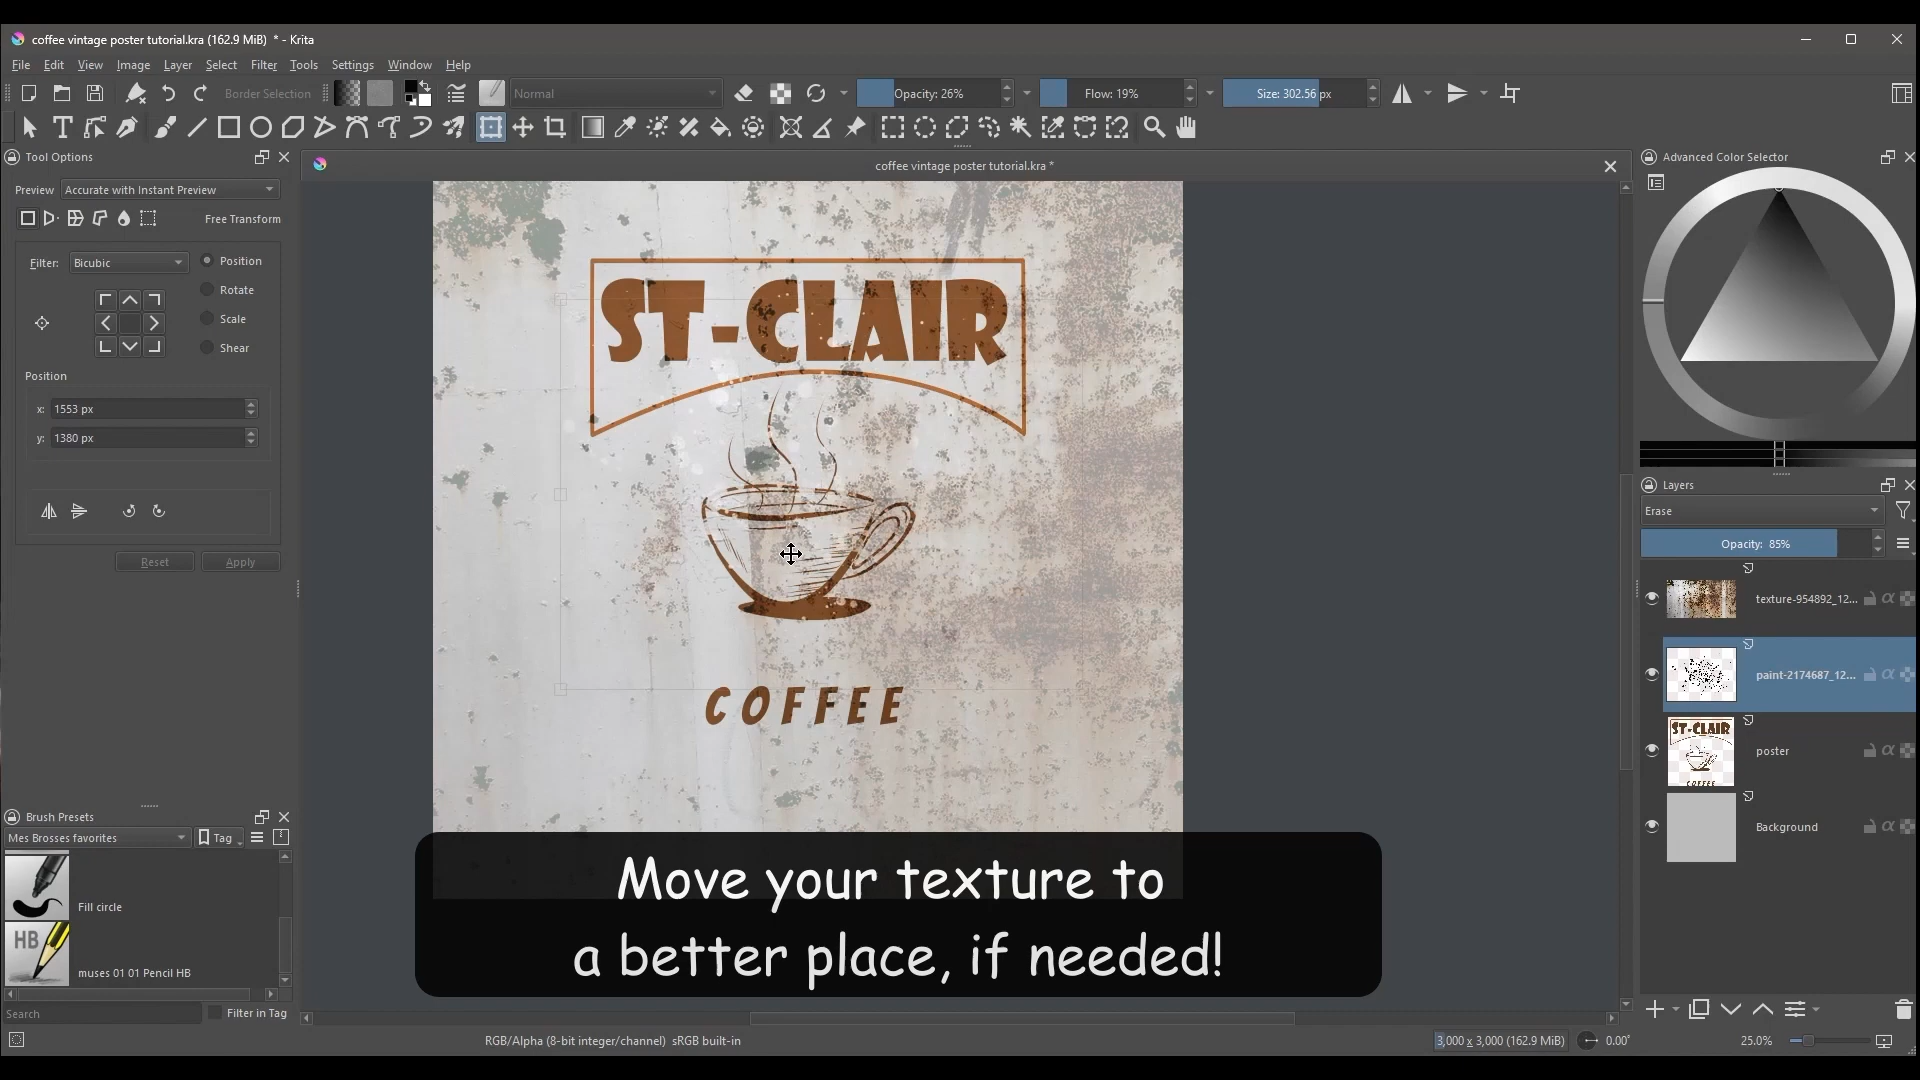 coffee vintage poster tutorial.kra (162.9 MiB) * - Krita
File Edit View Image Layer Select Filter Tools Settings Window Help
Border Selection
Normal
Opacity: 26%
Flow: 19%
Size: 302.56 px
Tool Options
coffee vintage poster tutorial.kra *
Advanced Color Selector
Preview Accurate with Instant Preview
Free Transform
Filter: Bicubic
Position
Rotate
Scale
Shear
Position
x: 1553 px
y: 1380 px
Reset
Apply
ST-CLAIR
COFFEE
Layers
Erase
Opacity: 85%
texture-954892_12...
paint-2174687_12...
ST-CLAIR
COFFEE
poster
Background
Brush Presets
Mes Brosses favorites
Tag
Fill circle
HB
muses 01 01 Pencil HB
Search
Filter in Tag
Move your texture to
a better place, if needed!
RGB/Alpha (8-bit integer/channel) sRGB built-in
3,000 x 3,000 (162.9 MiB)
0.00°
25.0%